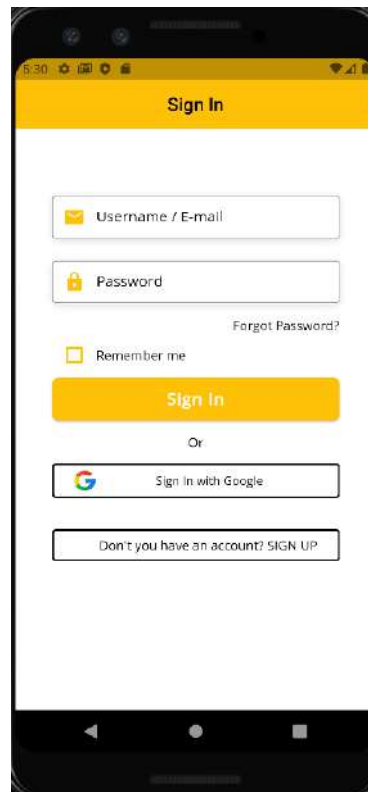 5:30
Sign In
Username / E-mail
Password
Forgot Password?
Remember me
Sign In
Or
Sign In with Google
Don't you have an account? SIGN UP